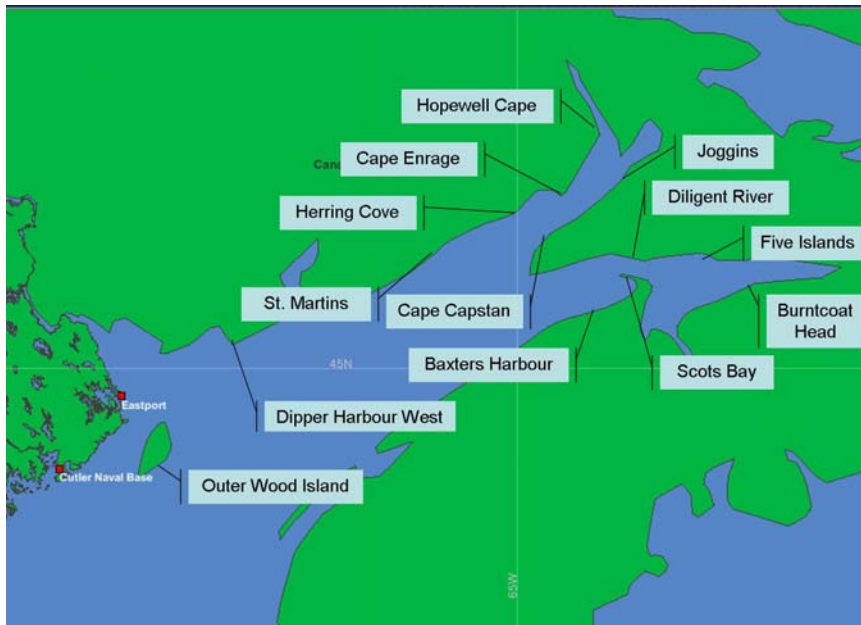 Hopewell Cape
Cape Enrage
Joggins
Diligent River
Herring Cove
Five Islands
St. Martins
Cape Capstan
Burntcoat
Head
Baxters Harbour
Scots Bay
45N
Eastport
Dipper Harbour West
Cutler Naval Base
Outer Wood Island
65W